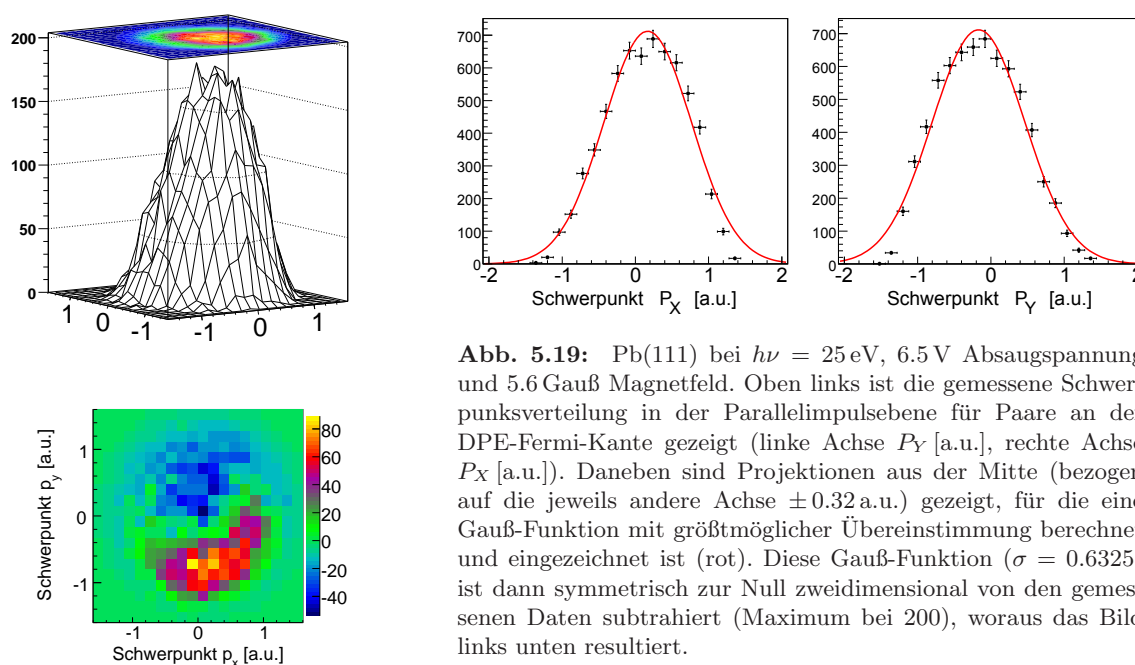 200
150
100
50
0
1 0 -1 -1 0 1
700
600
500
400
300
200
100
0
-2 -1 0 1 2
Schwerpunkt P_X [a.u.]
700
600
500
400
300
200
100
0
-2 -1 0 1 2
Schwerpunkt P_Y [a.u.]
Schwerpunkt p_y [a.u.]
1
0
-1
-1 0 1
Schwerpunkt p_x [a.u.]
80
60
40
20
0
-20
-40
Abb. 5.19: Pb(111) bei hν = 25 eV, 6.5 V Absaugspannung
und 5.6 Gauß Magnetfeld. Oben links ist die gemessene Schwer-
punksverteilung in der Parallelimpulsebene für Paare an de
DPE-Fermi-Kante gezeigt (linke Achse P_Y [a.u.], rechte Achse
P_X [a.u.]). Daneben sind Projektionen aus der Mitte (bezogen
auf die jeweils andere Achse ± 0.32 a.u.) gezeigt, für die eine
Gauß-Funktion mit größtmöglicher Übereinstimmung berechne
und eingezeichnet ist (rot). Diese Gauß-Funktion (σ = 0.6325
ist dann symmetrisch zur Null zweidimensional von den gemes-
senen Daten subtrahiert (Maximum bei 200), woraus das Bild
links unten resultiert.